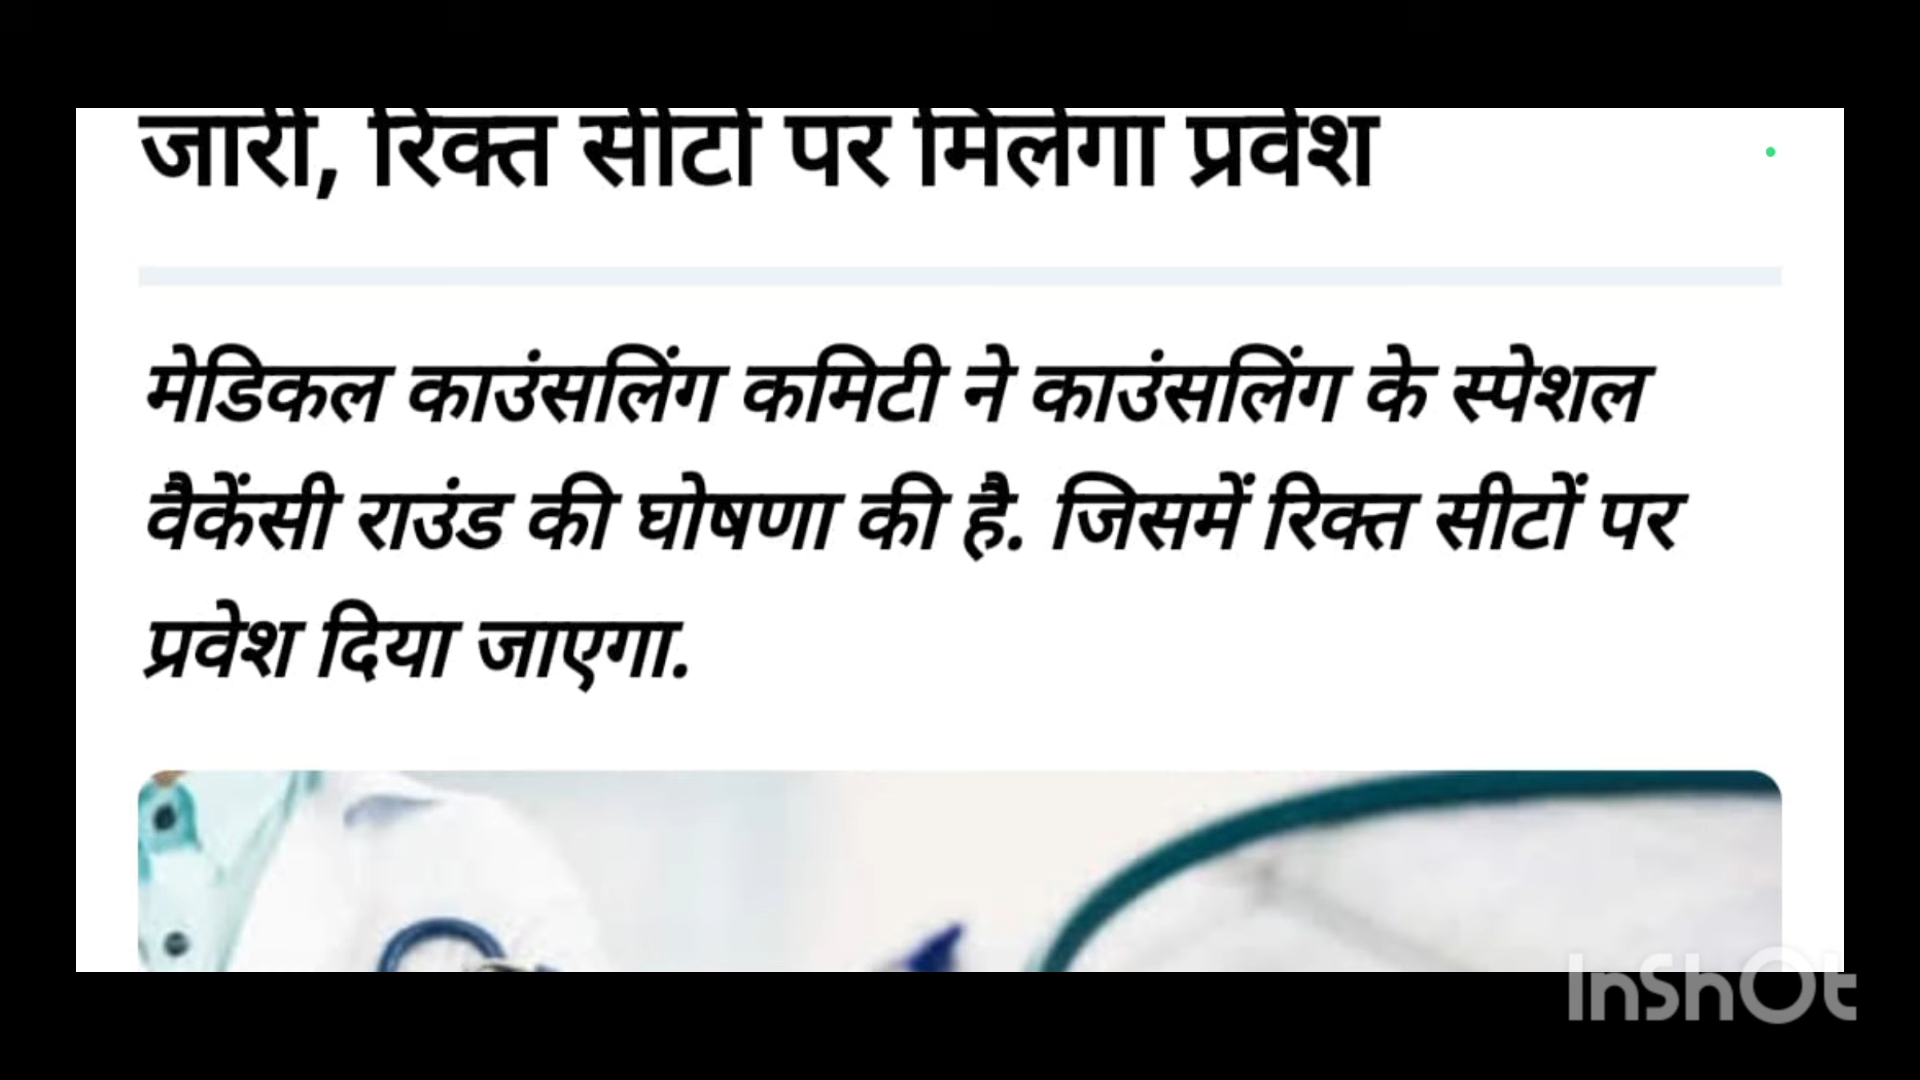 जारी, रिक्त सीटों पर मिलेगा प्रवेश
मेडिकल काउंसलिंग कमिटी ने काउंसलिंग के स्पेशल
वैकेंसी राउंड की घोषणा की है. जिसमें रिक्त सीटों पर
प्रवेश दिया जाएगा.
InShOt